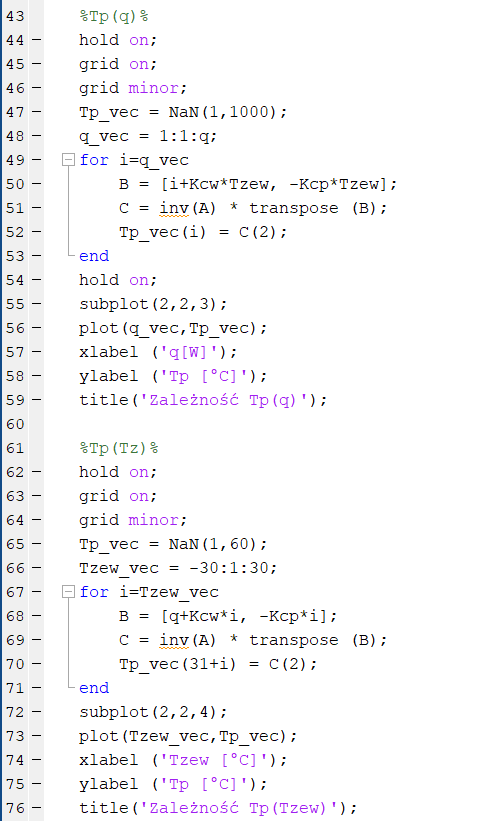 43 %Tp(q)%
44 – hold on;
45 – grid on;
46 – grid minor;
47 – Tp_vec = NaN(1,1000);
48 – q_vec = 1:1:q;
49 – for i=q_vec
50 – B = [i+Kcw*Tzew, -Kcp*Tzew];
51 – C = inv(A) * transpose (B);
52 – Tp_vec(i) = C(2);
53 – end
54 – hold on;
55 – subplot(2,2,3);
56 – plot(q_vec,Tp_vec);
57 – xlabel ('q[W]');
58 – ylabel ('Tp [°C]');
59 – title('Zależność Tp(q)');
60
61 %Tp(Tz)%
62 – hold on;
63 – grid on;
64 – grid minor;
65 – Tp_vec = NaN(1,60);
66 – Tzew_vec = -30:1:30;
67 – for i=Tzew_vec
68 – B = [q+Kcw*i, -Kcp*i];
69 – C = inv(A) * transpose (B);
70 – Tp_vec(31+i) = C(2);
71 – end
72 – subplot(2,2,4);
73 – plot(Tzew_vec,Tp_vec);
74 – xlabel ('Tzew [°C]');
75 – ylabel ('Tp [°C]');
76 – title('Zależność Tp(Tzew)');